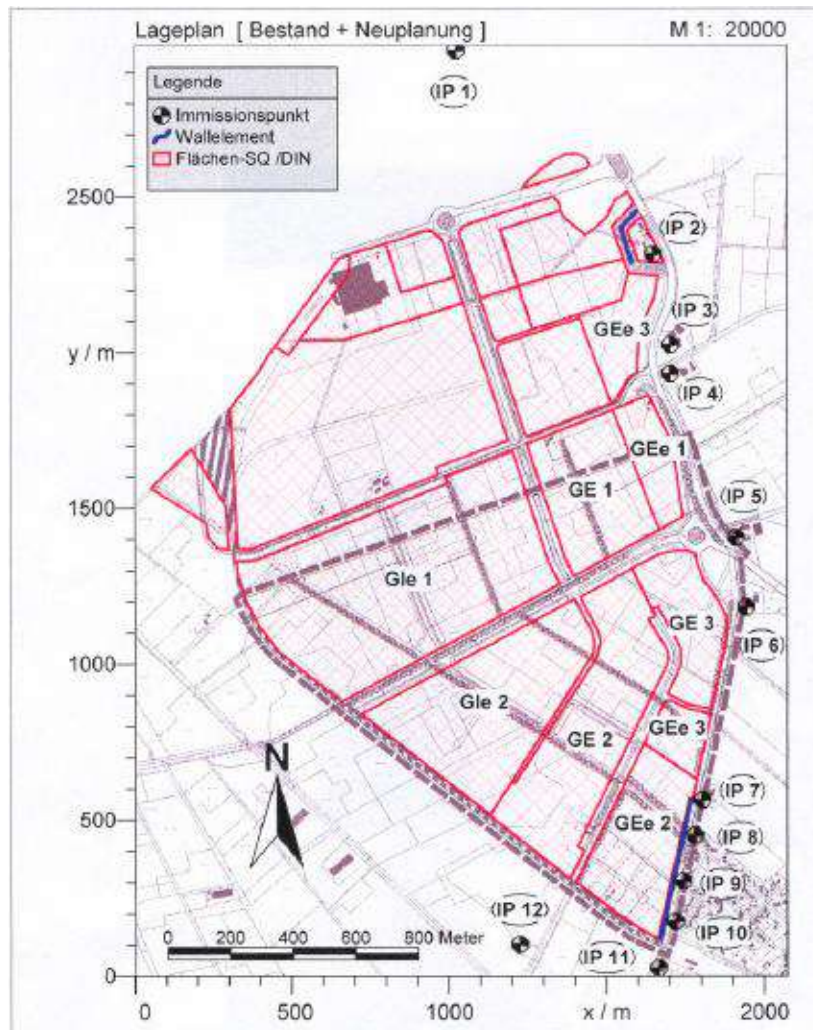 Lageplan [ Bestand + Neuplanung ]
M 1: 20000
Legende
Immissionspunkt
Wallelement
Flächen-SQ /DIN
(IP 1)
2500
(IP 2)
(IP 3)
GEe 3
y / m
(IP 4)
GEe 1
GE 1
1500
(IP 5)
GIe 1
GE 3
(IP 6)
1000
GIe 2
GEe 3
GE 2
N
(IP 7)
GEe 2
500
(IP 8)
(IP 9)
(IP 12)
(IP 10)
0 200 400 600 800 Meter
(IP 11)
0
0 500 1000 x / m 2000